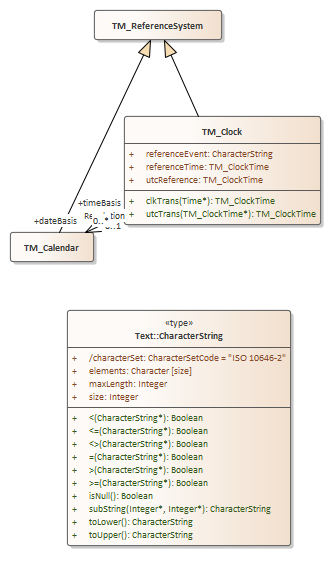 TM_ReferenceSystem
TM_Clock
+ referenceEvent: CharacterString
+ referenceTime: TM_ClockTime
+ utcReference: TM_ClockTime
+ clkTrans(Time*): TM_ClockTime
+ utcTrans(TM_ClockTime*): TM_ClockTime
+timeBasis
+dateBasis 0..*
0..1
TM_Calendar
«type»
Text::CharacterString
+ /characterSet: CharacterSetCode = "ISO 10646-2"
+ elements: Character [size]
+ maxLength: Integer
+ size: Integer
+ <(CharacterString*): Boolean
+ <=(CharacterString*): Boolean
+ <>(CharacterString*): Boolean
+ =(CharacterString*): Boolean
+ >(CharacterString*): Boolean
+ >=(CharacterString*): Boolean
+ isNull(): Boolean
+ subString(Integer*, Integer*): CharacterString
+ toLower(): CharacterString
+ toUpper(): CharacterString